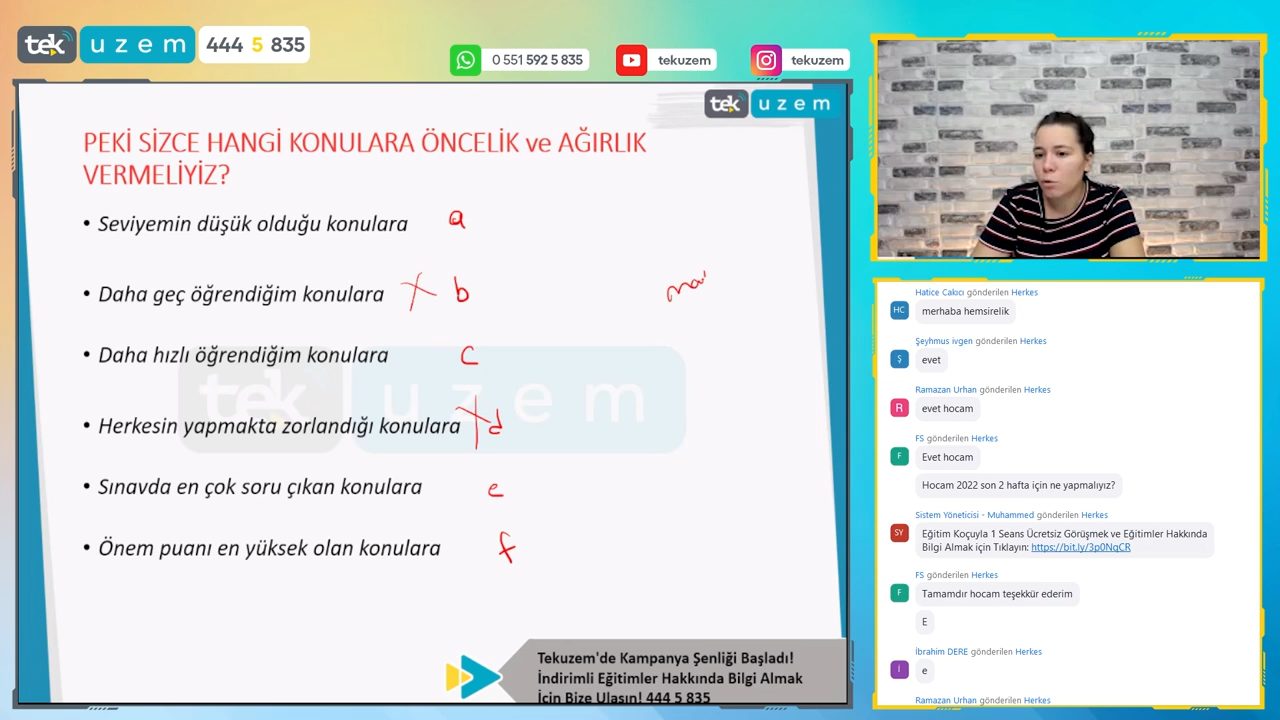 tek uzem 444 5 835
0 551 592 5 835
tekuzem
tekuzem
tek uzem
PEKİ SİZCE HANGİ KONULARA ÖNCELİK ve AĞIRLIK
VERMELİYİZ?
• Seviyemin düşük olduğu konulara a
• Daha geç öğrendiğim konulara b
• Daha hızlı öğrendiğim konulara c
• Herkesin yapmakta zorlandığı konulara d
• Sınavda en çok soru çıkan konulara e
• Önem puanı en yüksek olan konulara f
tek uzem
Tekuzem'de Kampanya Şenliği Başladı!
İndirimli Eğitimler Hakkında Bilgi Almak
İçin Bize Ulaşın! 444 5 835
Hatice Cakıcı gönderilen Herkes
HC merhaba hemsirelik
Şeyhmus ivgen gönderilen Herkes
Ş evet
Ramazan Urhan gönderilen Herkes
R evet hocam
FS gönderilen Herkes
F Evet hocam
Hocam 2022 son 2 hafta için ne yapmalıyız?
Sistem Yöneticisi - Muhammed gönderilen Herkes
SY Eğitim Koçuyla 1 Seans Ücretsiz Görüşmek ve Eğitimler Hakkında
Bilgi Almak için Tıklayın: https://bit.ly/3p0NqCR
FS gönderilen Herkes
F Tamamdır hocam teşekkür ederim
E
İbrahim DERE gönderilen Herkes
İ e
Ramazan Urhan gönderilen Herkes